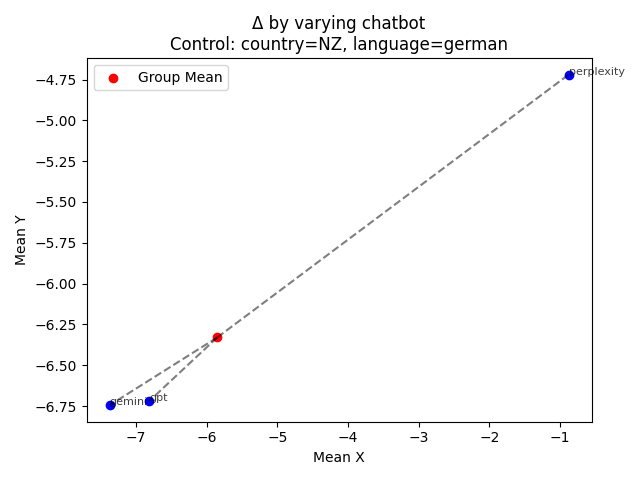 Δ by varying chatbot
Control: country=NZ, language=german
Group Mean
perplexity
gemini
gpt
Mean Y
−4.75
−5.00
−5.25
−5.50
−5.75
−6.00
−6.25
−6.50
−6.75
−7
−6
−5
−4
−3
−2
−1
Mean X